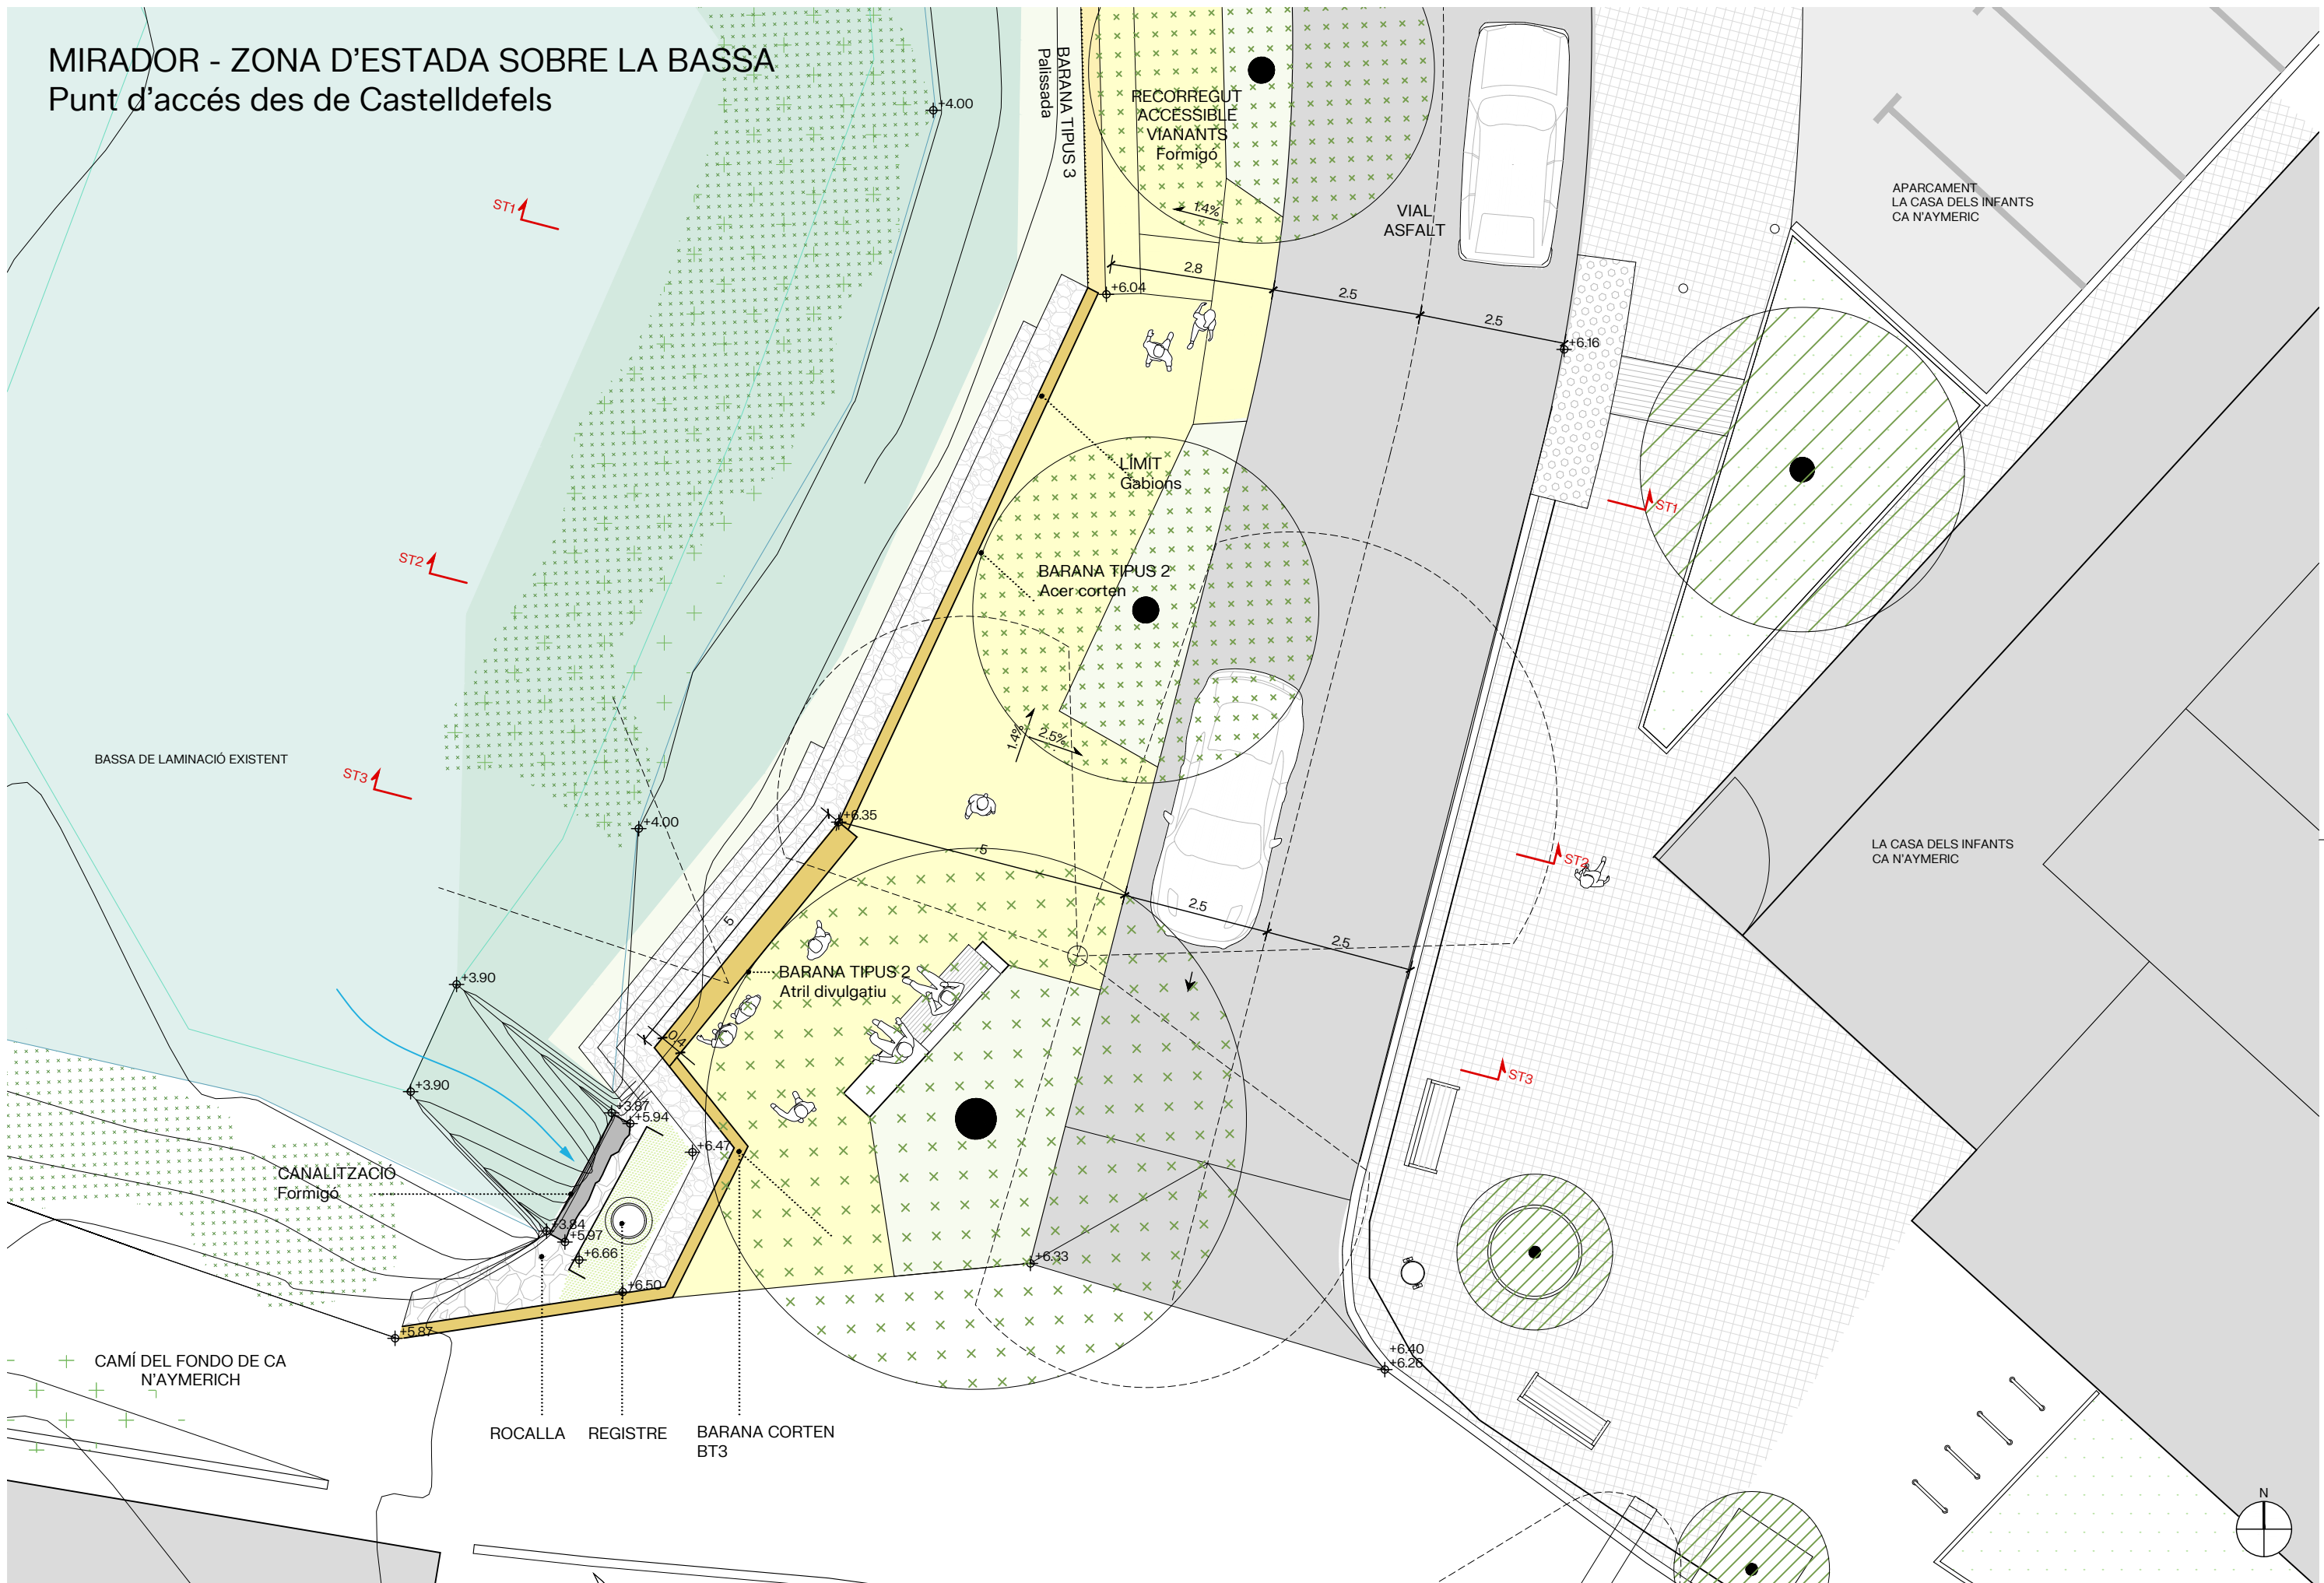 MIRADOR - ZONA D'ESTADA SOBRE LA BASSA
Punt d'accés des de Castelldefels
+4.00
BARANA TIPUS 3
Palissada
RECORREGUT
ACCESSIBLE
VIANANTS
Formigó
1.4%
VIAL
ASFALT
APARCAMENT
LA CASA DELS INFANTS
CA N'AYMERIC
ST1
2.8
+6.04
2.5
2.5
+6.16
LÍMIT
Gabions
ST1
ST2
BARANA TIPUS 2
Acer corten
1.4%
2.5%
BASSA DE LAMINACIÓ EXISTENT
ST3
+4.00
+6.35
5
ST2
LA CASA DELS INFANTS
CA N'AYMERIC
5
2.5
2.5
BARANA TIPUS 2
Atril divulgatiu
+3.90
0.4
ST3
+3.90
+3.87
+5.94
+6.47
CANALITZACIÓ
Formigó
+3.84
+5.97
+6.66
+6.33
+6.50
+5.87
+6.40
+6.26
CAMÍ DEL FONDO DE CA
N'AYMERICH
ROCALLA
REGISTRE
BARANA CORTEN
BT3
N